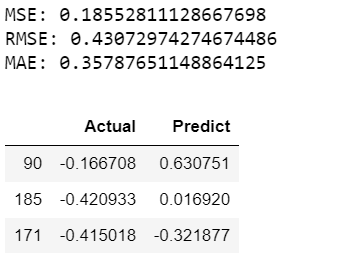 MSE: 0.18552811128667698
RMSE: 0.43072974274674486
MAE: 0.35787651148864125
Actual Predict
90 -0.166708 0.630751
185 -0.420933 0.016920
171 -0.415018 -0.321877